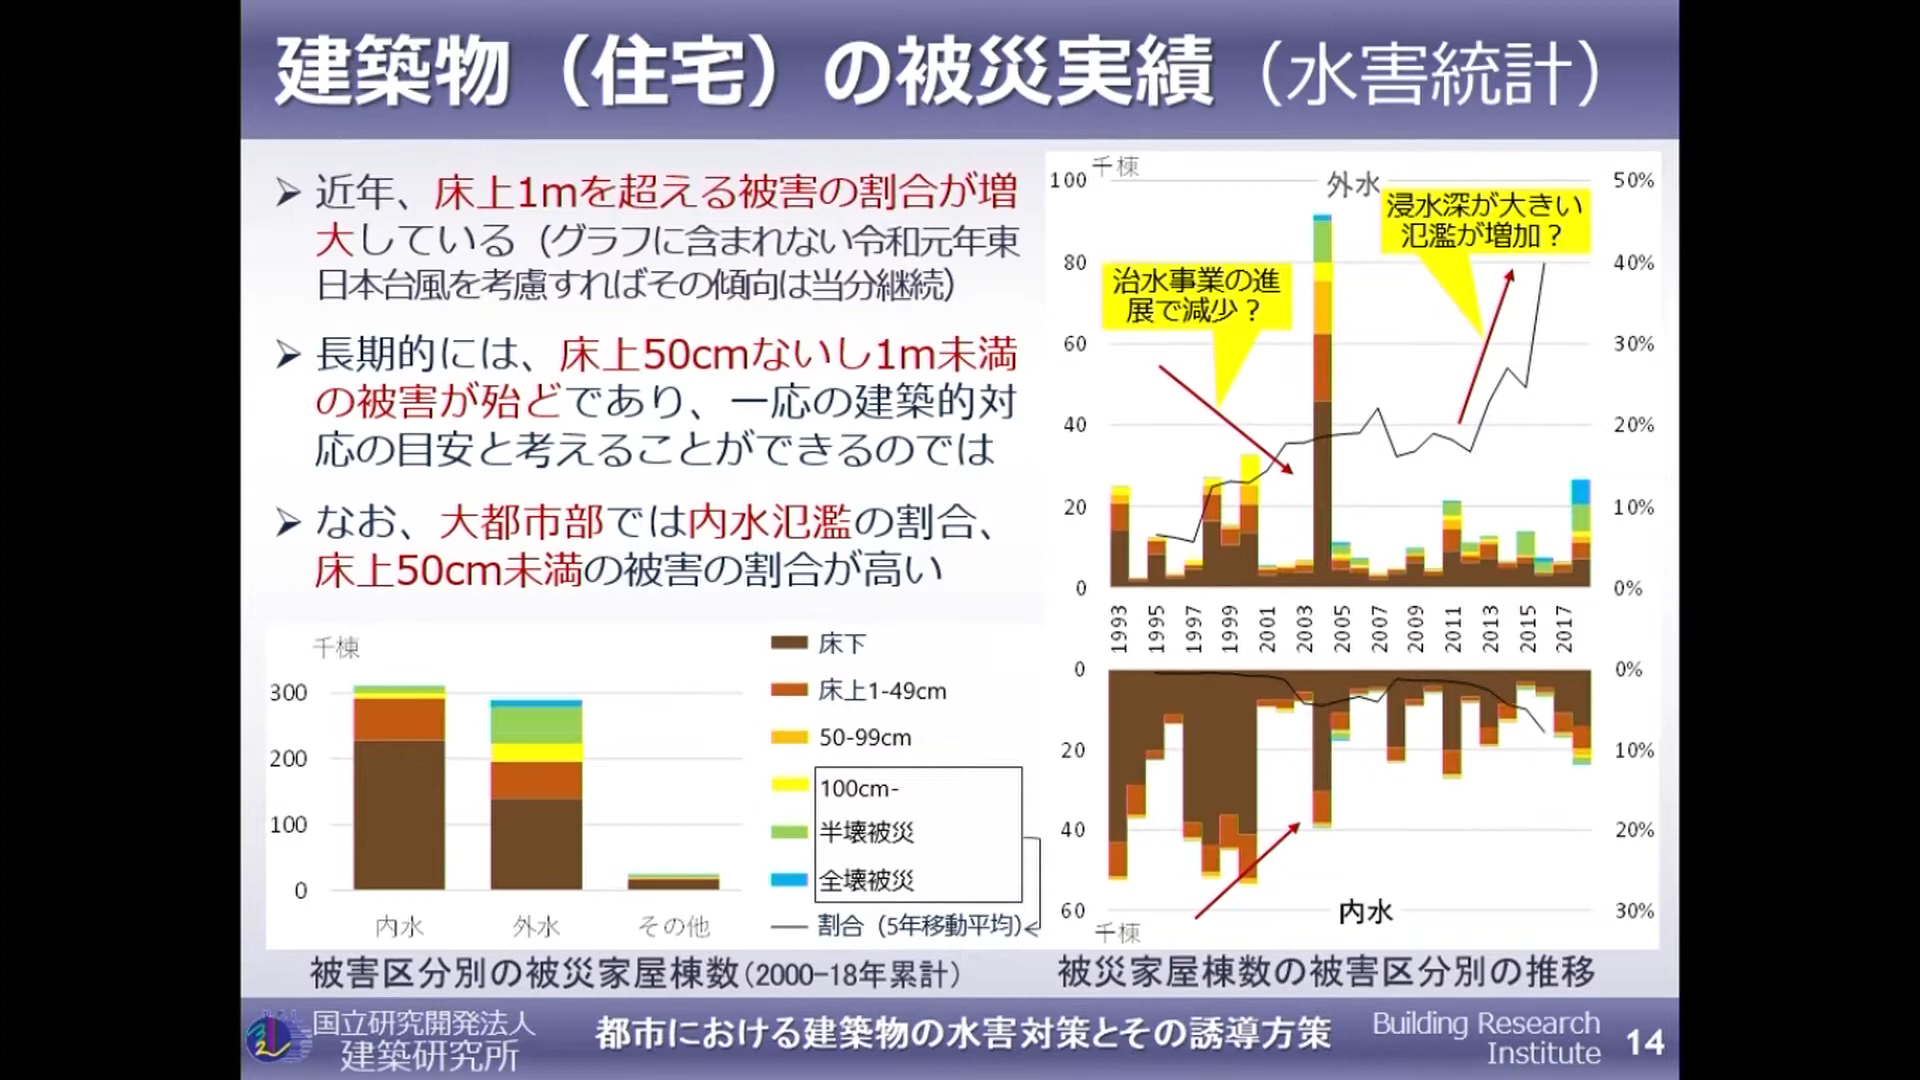 建築物（住宅）の被災実績（水害統計）
➢ 近年、床上1mを超える被害の割合が増
大している（グラフに含まれない令和元年東
日本台風を考慮すればその傾向は当分継続）
➢ 長期的には、床上50cmないし1m未満
の被害が殆どであり、一応の建築的対
応の目安と考えることができるのでは
➢ なお、大都市部では内水氾濫の割合、
床上50cm未満の被害の割合が高い
千棟
300
200
100
0
内水 外水 その他
床下
床上1-49cm
50-99cm
100cm-
半壊被災
全壊被災
割合（5年移動平均）
被害区分別の被災家屋棟数（2000-18年累計）
千棟
外水
100
80
60
40
20
0
50%
40%
30%
20%
10%
0%
治水事業の進
展で減少？
浸水深が大きい
氾濫が増加？
1993 1995 1997 1999 2001 2003 2005 2007 2009 2011 2013 2015 2017
0
20
40
60
0%
10%
20%
30%
内水
千棟
被災家屋棟数の被害区分別の推移
国立研究開発法人
建築研究所
都市における建築物の水害対策とその誘導方策
Building Research
Institute
14